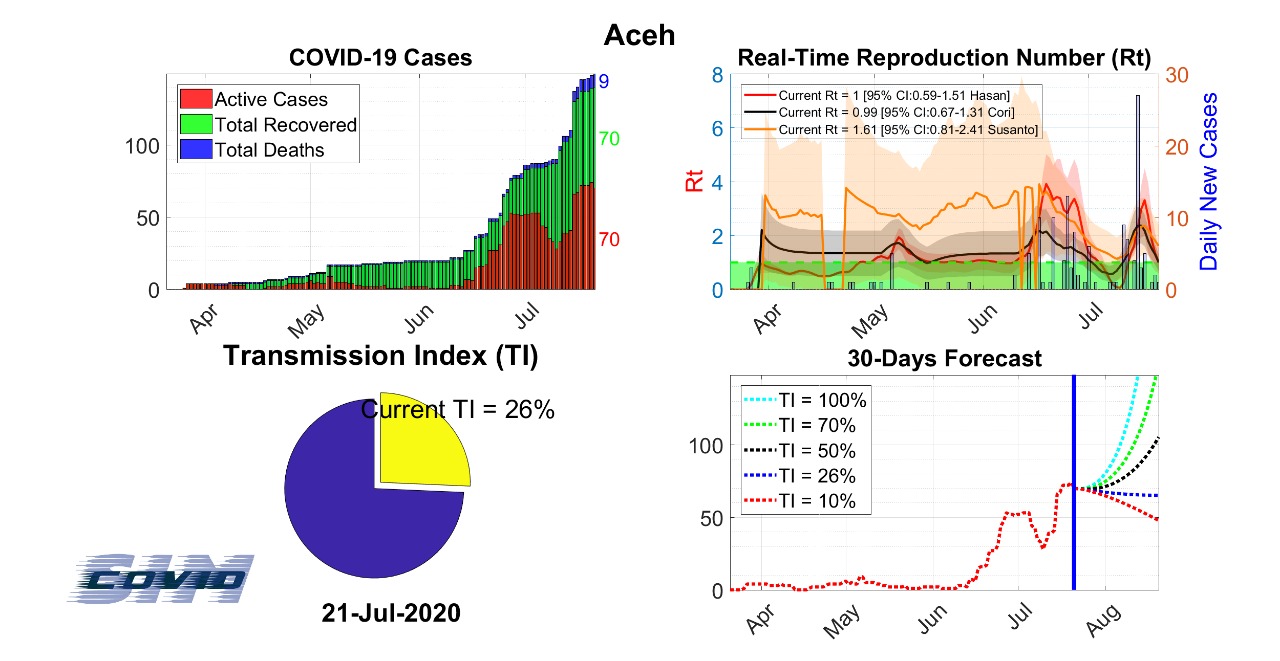 Aceh
COVID-19 Cases
Active Cases
Total Recovered
Total Deaths
9
70
70
100
50
0
Apr
May
Jun
Jul
Real-Time Reproduction Number (Rt)
Current Rt = 1 [95% CI:0.59-1.51 Hasan]
Current Rt = 0.99 [95% CI:0.67-1.31 Cori]
Current Rt = 1.61 [95% CI:0.81-2.41 Susanto]
8
6
4
2
0
Rt
30
20
10
0
Daily New Cases
Apr
May
Jun
Jul
Transmission Index (TI)
Current TI = 26%
21-Jul-2020
SIM
COVID
30-Days Forecast
TI = 100%
TI = 70%
TI = 50%
TI = 26%
TI = 10%
100
50
0
Apr
May
Jun
Jul
Aug